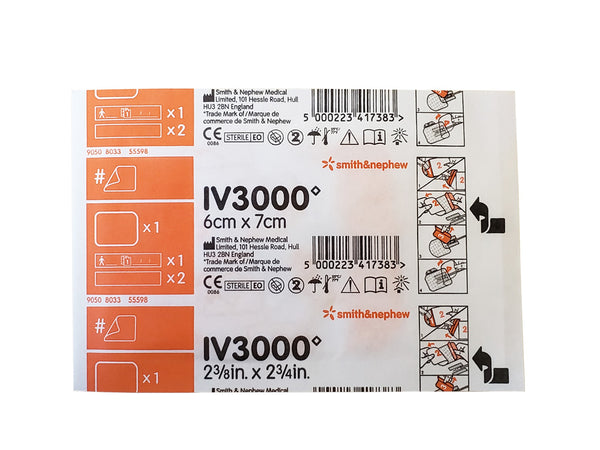 x1
x2
9050 8033 55598
Smith & Nephew Medical
Limited, 101 Hessle Road, Hull
HU3 2BN England
*Trade Mark of/Marque de
commerce de Smith & Nephew
5 000223 417383 >
CE 0086 STERILE EO 2
smith&nephew
#
IV3000◇
6cm x 7cm
x1
x1
x2
9050 8033 55598
Smith & Nephew Medical
Limited, 101 Hessle Road, Hull
HU3 2BN England
*Trade Mark of/Marque de
commerce de Smith & Nephew
5 000223 417383 >
CE 0086 STERILE EO 2
smith&nephew
#
IV3000◇
2⅜in. x 2¾in.
x1
Smith & Nephew Medical